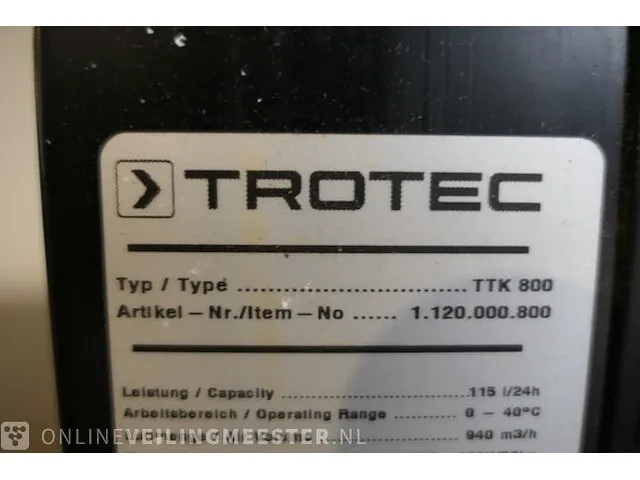 TROTEC
Typ / Type ................................ TTK 800
Artikel – Nr./Item – No ...... 1.120.000.800
Leistung / Capacity ................................ 115 l/24h
Arbeitsbereich / Operating Range ........... 0 – 40°C
940 m3/h
ONLINEVEILINGMEESTER.NL